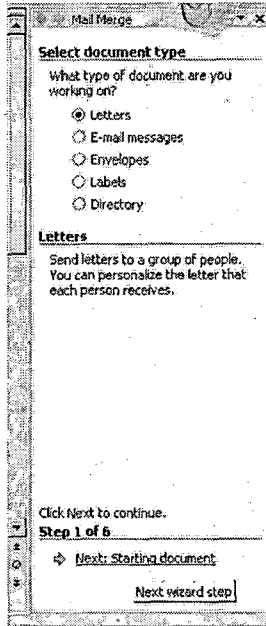 Mail Merge
Select document type
What type of document are you
working on?
Letters
E-mail messages
Envelopes
Labels
Directory
Letters
Send letters to a group of people.
You can personalize the letter that
each person receives.
Click Next to continue.
Step 1 of 6
Next: Starting document
Next wizard step